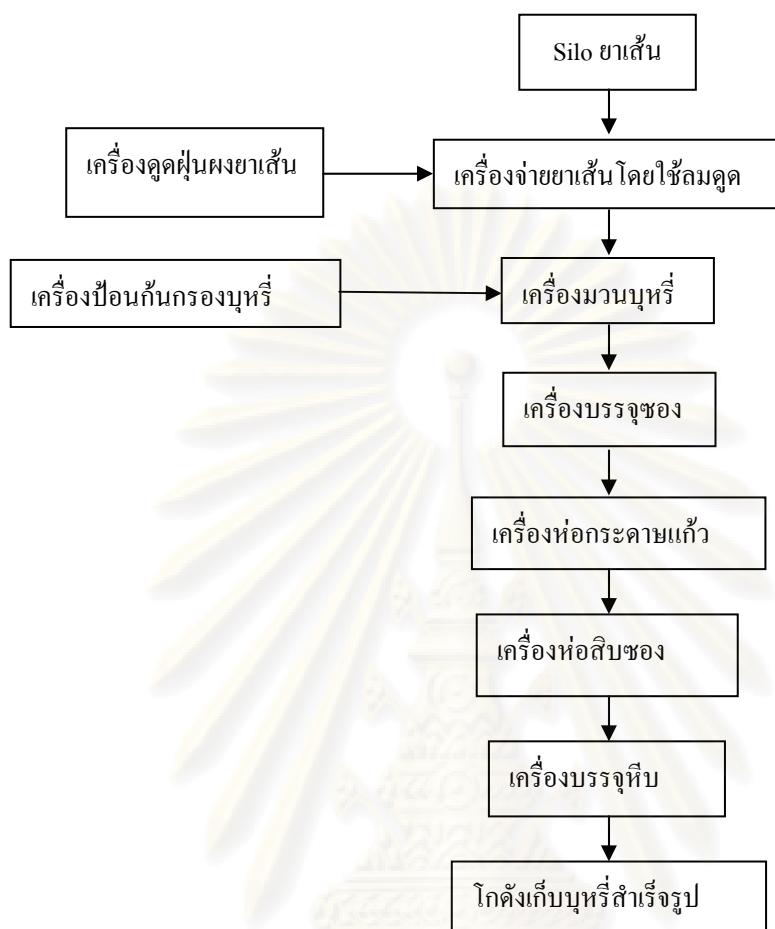 Silo ยาเส้น
เครื่องดูดฝุ่นผงยาเส้น
เครื่องจ่ายยาเส้นโดยใช้ลมดูด
เครื่องป้อนก้นกรองบุหรี่
เครื่องมวนบุหรี่
เครื่องบรรจุซอง
เครื่องห่อกระดาษแก้ว
เครื่องห่อสิบซอง
เครื่องบรรจุหีบ
โกดังเก็บบุหรี่สำเร็จรูป